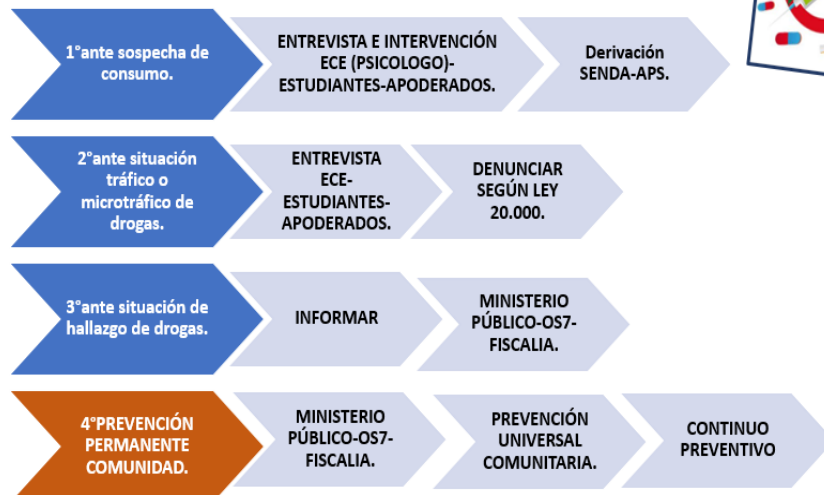 1°ante sospecha de
consumo.
ENTREVISTA E INTERVENCIÓN
ECE (PSICOLOGO)-
ESTUDIANTES-APODERADOS.
Derivación
SENDA-APS.
2°ante situación
tráfico o
microtráfico de
drogas.
ENTREVISTA
ECE-
ESTUDIANTES-
APODERADOS.
DENUNCIAR
SEGÚN LEY
20.000.
3°ante situación de
hallazgo de drogas.
INFORMAR
MINISTERIO
PÚBLICO-OS7-
FISCALIA.
4°PREVENCIÓN
PERMANENTE
COMUNIDAD.
MINISTERIO
PÚBLICO-OS7-
FISCALIA.
PREVENCIÓN
UNIVERSAL
COMUNITARIA.
CONTINUO
PREVENTIVO